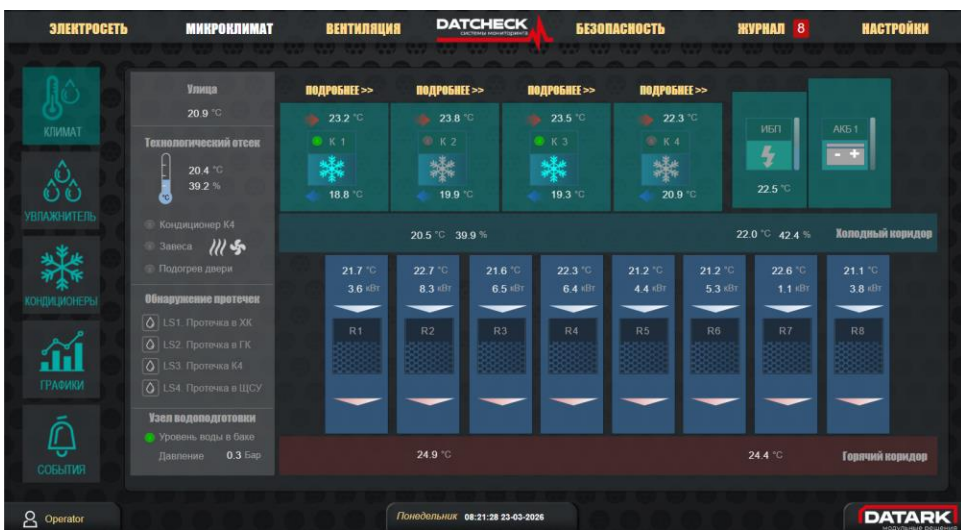 ЭЛЕКТРОСЕТЬ МИКРОКЛИМАТ ВЕНТИЛЯЦИЯ DATCHECK БЕЗОПАСНОСТЬ ЖУРНАЛ 8 НАСТРОЙКИ
системы мониторинга
КЛИМАТ
УВЛАЖНИТЕЛЬ
КОНДИЦИОНЕРЫ
ГРАФИКИ
СОБЫТИЯ
Улица
20.9 °C
Технологический отсек
20.4 °C
39.2 %
°C
Кондиционер К4
Завеса
Подогрев двери
Обнаружение протечек
LS1 Протечка в ХК
LS2 Протечка в ГК
LS3 Протечка К4
LS4 Протечка в ЩСУ
Узел водоподготовки
Уровень воды в баке
Давление 0.3 Бар
ПОДРОБНЕЕ >> ПОДРОБНЕЕ >> ПОДРОБНЕЕ >> ПОДРОБНЕЕ >>
23.2 °C 23.8 °C 23.5 °C 22.3 °C
К 1 К 2 К 3 К 4
18.8 °C 19.9 °C 19.3 °C 20.9 °C
ИБП АКБ 1
- +
22.5 °C
20.5 °C 39.9 % 22.0 °C 42.4 % Холодный коридор
21.7 °C 22.7 °C 21.6 °C 22.3 °C 21.2 °C 21.2 °C 22.6 °C 21.1 °C
3.6 кВт 8.3 кВт 6.5 кВт 6.4 кВт 4.4 кВт 5.3 кВт 1.1 кВт 3.8 кВт
R1 R2 R3 R4 R5 R6 R7 R8
24.9 °C 24.4 °C Горячий коридор
Operator
Понедельник 08:21:28 23-03-2026
DATARK
модульные решения